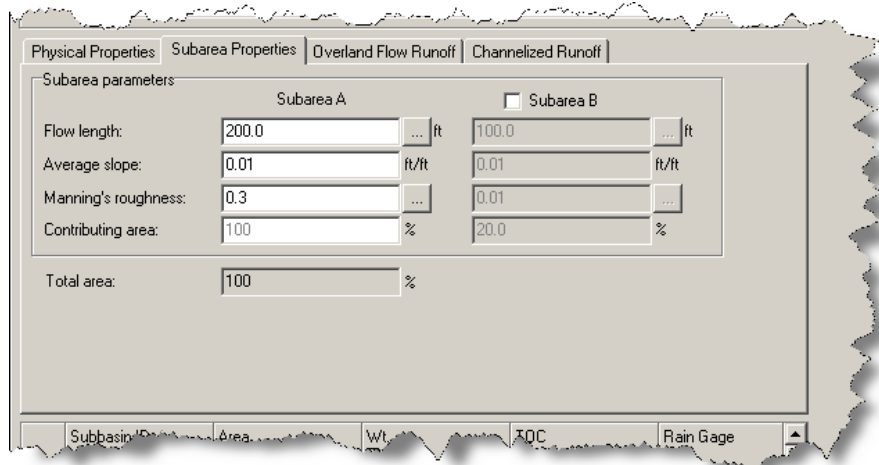 Physical Properties Subarea Properties Overland Flow Runoff Channelized Runoff
Subarea parameters
Subarea A Subarea B
Flow length: 200.0 ... ft 100.0 ... ft
Average slope: 0.01 ft/ft 0.01 ft/ft
Manning's roughness: 0.3 ... 0.01 ...
Contributing area: 100 % 20.0 %
Total area: 100 %
Area Wt. TOC Rain Gage